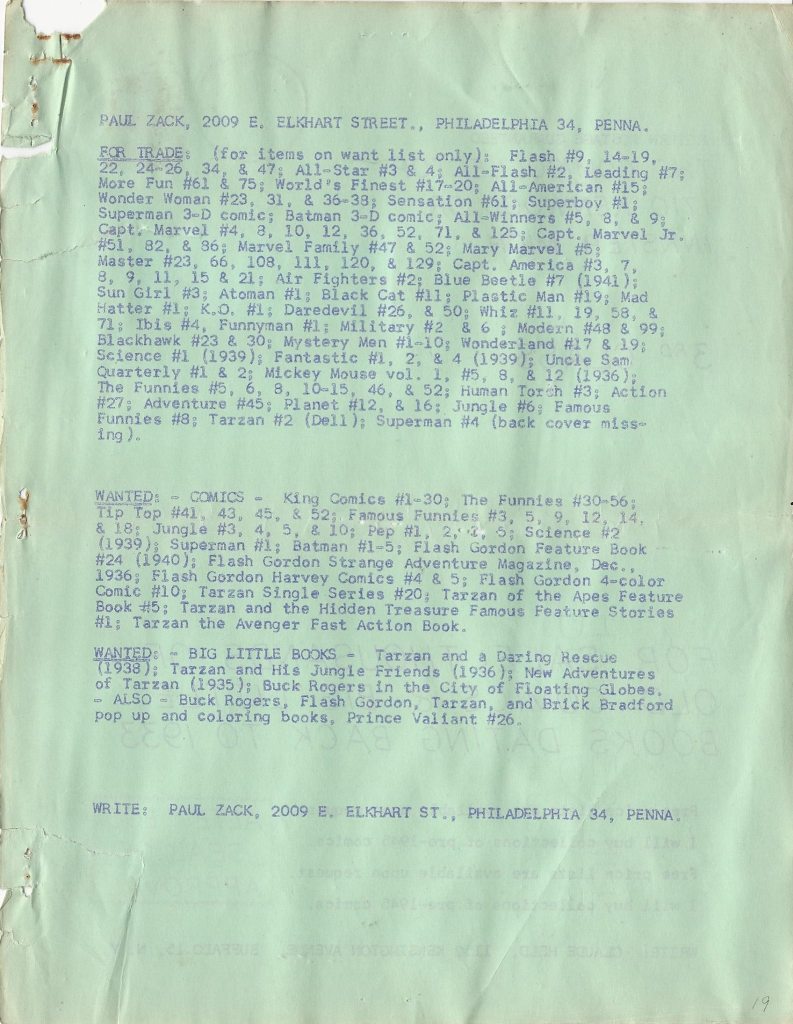 PAUL ZACK, 2009 E. ELKHART STREET., PHILADELPHIA 34, PENNA.
FOR TRADE: (for items on want list only): Flash #9, 14-19,
22, 24-26, 34, & 47; All-Star #3 & 4; All-Flash #2, Leading #7;
More Fun #61 & 75; World's Finest #17-20; All-American #15;
Wonder Woman #23, 31, & 36-38; Sensation #61; Superboy #1;
Superman 3-D comic; Batman 3-D comic; All-Winners #5, 8, & 9;
Capt. Marvel #4, 8, 10, 12, 36, 52, 71, & 125; Capt. Marvel Jr.
#51, 82, & 86; Marvel Family #47 & 52; Mary Marvel #5;
Master #23, 66, 108, 111, 120, & 129; Capt. America #3, 7,
8, 9, 11, 15 & 21; Air Fighters #2; Blue Beetle #7 (1941);
Sun Girl #3; Atoman #1; Black Cat #11; Plastic Man #19; Mad
Hatter #1; K.O. #1; Daredevil #26, & 50; Whiz #11, 19, 58, &
71; Ibis #4, Funnyman #1; Military #2 & 6 ; Modern #48 & 99;
Blackhawk #23 & 30; Mystery Men #1-10; Wonderland #17 & 19;
Science #1 (1939); Fantastic #1, 2, & 4 (1939); Uncle Sam
Quarterly #1 & 2; Mickey Mouse vol. 1, #5, 8, & 12 (1936);
The Funnies #5, 6, 8, 10-15, 46, & 52; Human Torch #3; Action
#27; Adventure #45; Planet #12, & 16; Jungle #6; Famous
Funnies #8; Tarzan #2 (Dell); Superman #4 (back cover miss-
ing).
WANTED: - COMICS - King Comics #1-30; The Funnies #30-56;
Tip Top #41, 43, 45, & 52; Famous Funnies #3, 5, 9, 12, 14,
& 18; Jungle #3, 4, 5, & 10; Pep #1, 2, 5; Science #2
(1939); Superman #1; Batman #1-5; Flash Gordon Feature Book
#24 (1940); Flash Gordon Strange Adventure Magazine, Dec.,
1936; Flash Gordon Harvey Comics #4 & 5; Flash Gordon 4-color
Comic #10; Tarzan Single Series #20; Tarzan of the Apes Feature
Book #5; Tarzan and the Hidden Treasure Famous Feature Stories
#1; Tarzan the Avenger Fast Action Book.
WANTED: - BIG LITTLE BOOKS - Tarzan and a Daring Rescue
(1938); Tarzan and His Jungle Friends (1936); New Adventures
of Tarzan (1935); Buck Rogers in the City of Floating Globes.
- ALSO - Buck Rogers, Flash Gordon, Tarzan, and Brick Bradford
pop up and coloring books, Prince Valiant #26.
WRITE: PAUL ZACK, 2009 E. ELKHART ST., PHILADELPHIA 34, PENNA.
19